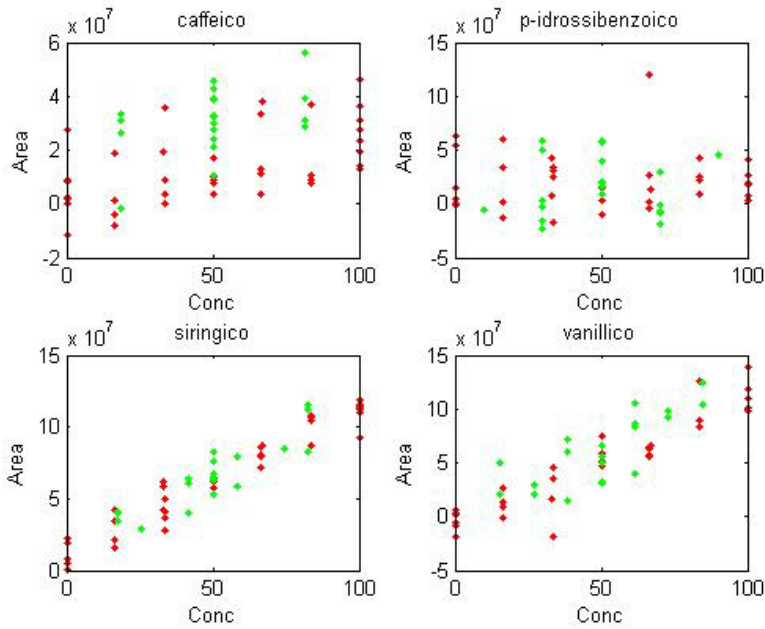 caffeico
x 10^7
6
4
2
0
-2
Area
0 50 100
Conc
p-idrossibenzoico
x 10^7
15
10
5
0
-5
Area
0 50 100
Conc
siringico
x 10^7
15
10
5
0
Area
0 50 100
Conc
vanillico
x 10^7
15
10
5
0
-5
Area
0 50 100
Conc